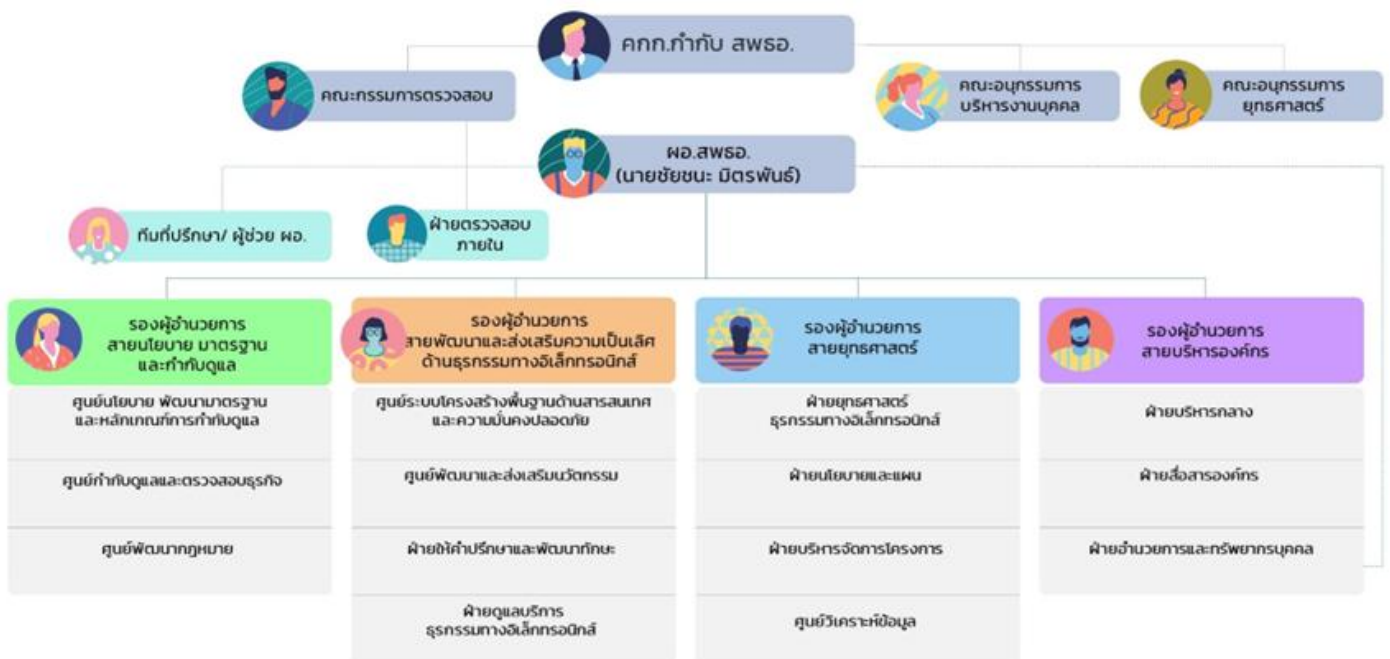 คกก.กำกับ สพธอ.
คณะกรรมการตรวจสอบ
คณะอนุกรรมการ
บริหารงานบุคคล
คณะอนุกรรมการ
ยุทธศาสตร์
ผอ.สพธอ.
(นายชัยชนะ มิตรพันธ์)
ทีมที่ปรึกษา/ ผู้ช่วย ผอ.
ฝ่ายตรวจสอบ
ภายใน
รองผู้อำนวยการ
สายนโยบาย มาตรฐาน
และกำกับดูแล
ศูนย์นโยบาย พัฒนามาตรฐาน
และหลักเกณฑ์การกำกับดูแล
ศูนย์กำกับดูแลและตรวจสอบธุรกิจ
ศูนย์พัฒนากฎหมาย
รองผู้อำนวยการ
สายพัฒนาและส่งเสริมความเป็นเลิศ
ด้านธุรกรรมทางอิเล็กทรอนิกส์
ศูนย์ระบบโครงสร้างพื้นฐานด้านสารสนเทศ
และความมั่นคงปลอดภัย
ศูนย์พัฒนาและส่งเสริมนวัตกรรม
ฝ่ายให้คำปรึกษาและพัฒนาทักษะ
ฝ่ายดูแลบริการ
ธุรกรรมทางอิเล็กทรอนิกส์
รองผู้อำนวยการ
สายยุทธศาสตร์
ฝ่ายยุทธศาสตร์
ธุรกรรมทางอิเล็กทรอนิกส์
ฝ่ายนโยบายและแผน
ฝ่ายบริหารจัดการโครงการ
ศูนย์วิเคราะห์ข้อมูล
รองผู้อำนวยการ
สายบริหารองค์กร
ฝ่ายบริหารกลาง
ฝ่ายสื่อสารองค์กร
ฝ่ายอำนวยการและทรัพยากรบุคคล